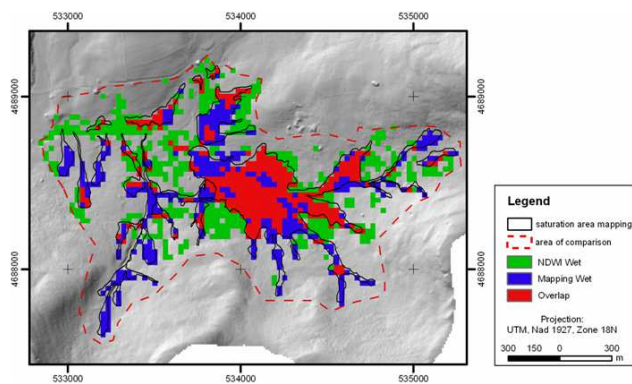 533000 534000 535000
4689000 4689000
4688000 4688000
533000 534000 535000
Legend
saturation area mapping
area of comparison
NDWI Wet
Mapping Wet
Overlap
Projection:
UTM, Nad 1927, Zone 18N
300 150 0 300
m